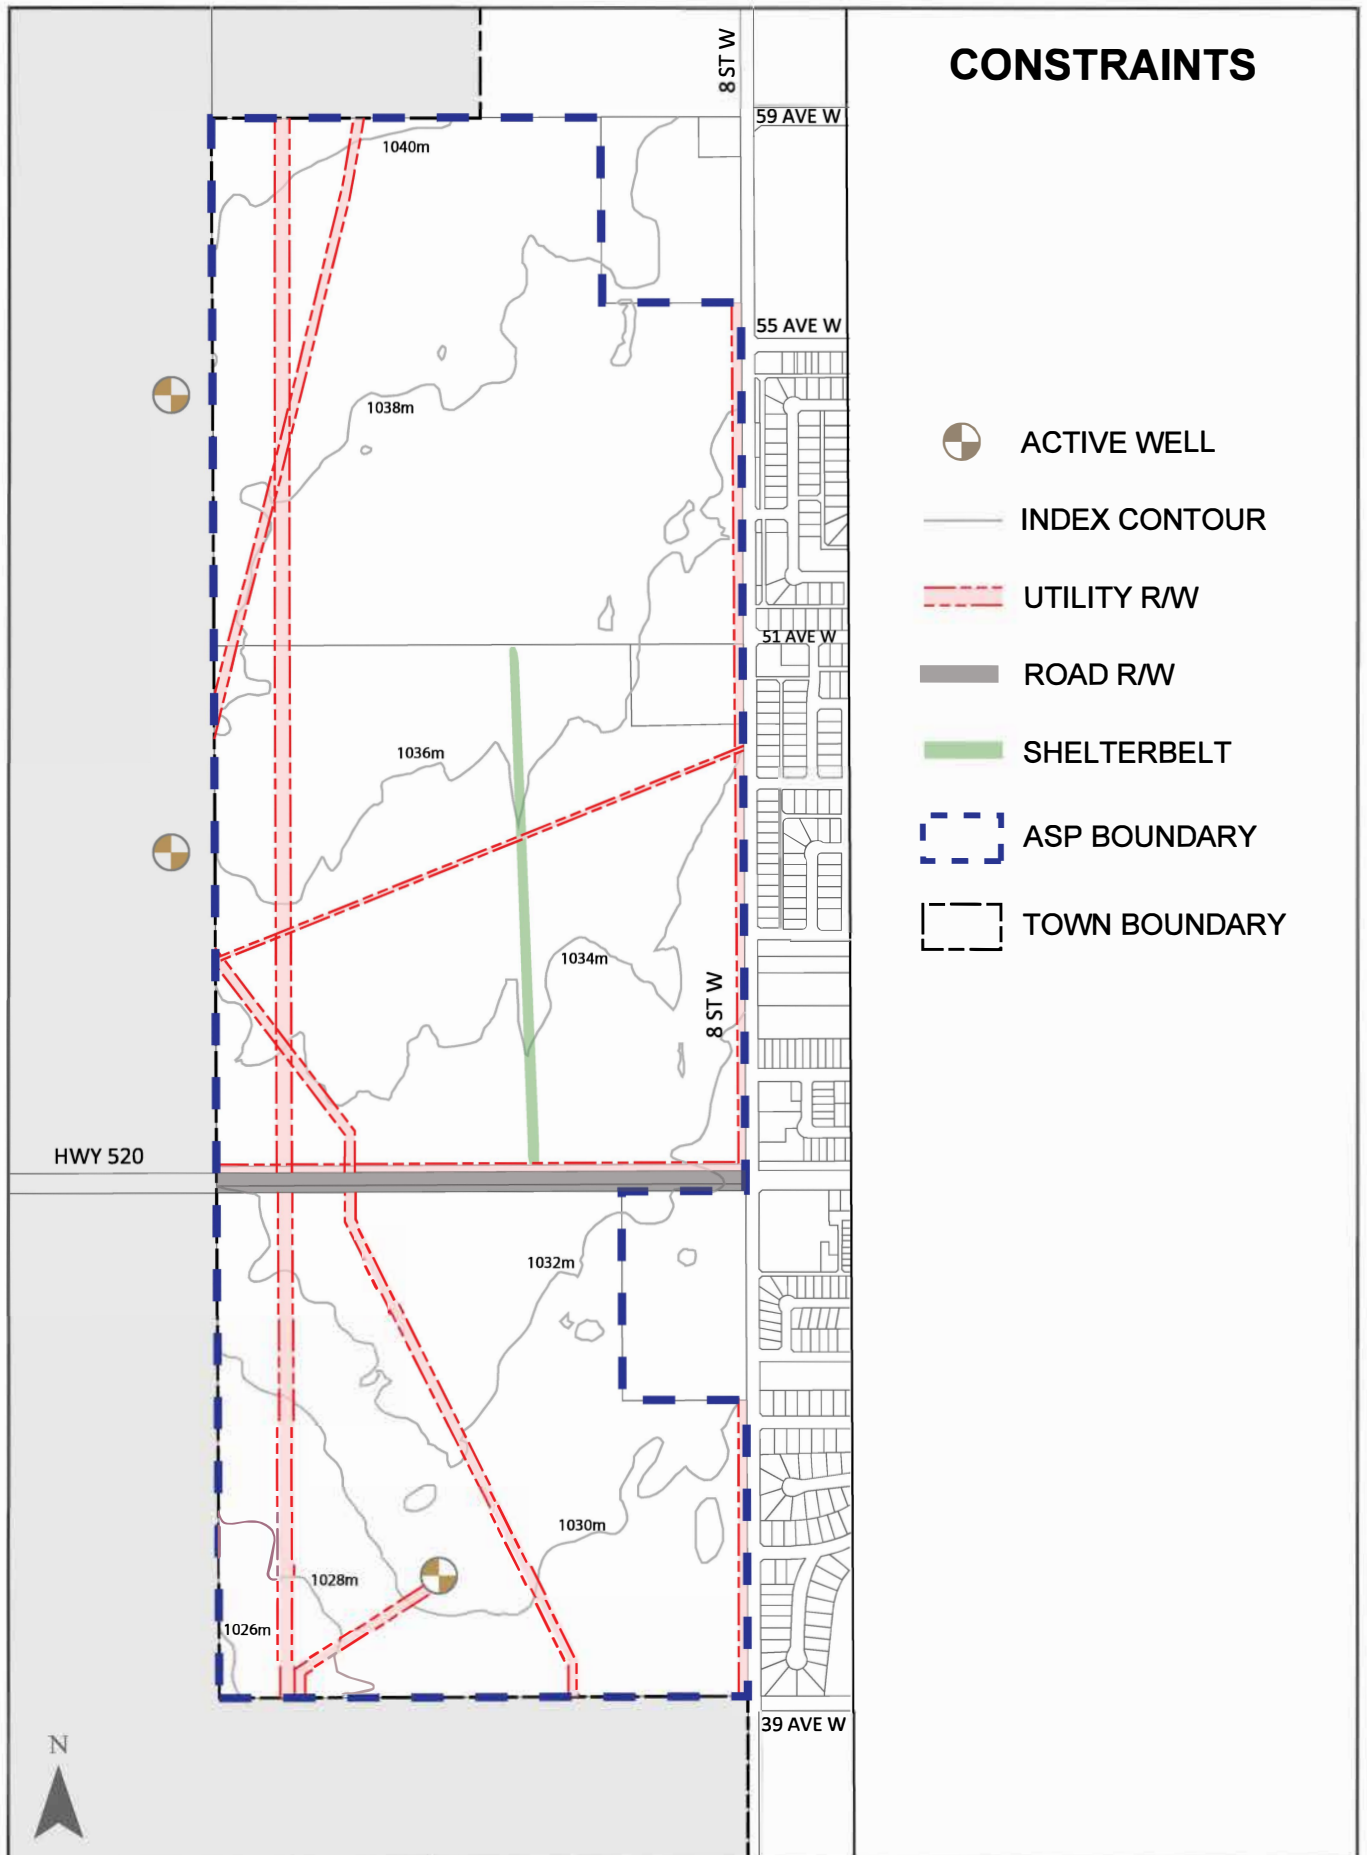 CONSTRAINTS
8 ST W
59 AVE W
1040m
55 AVE W
1038m
ACTIVE WELL
INDEX CONTOUR
UTILITY R/W
51 AVE W
ROAD R/W
1036m
SHELTERBELT
ASP BOUNDARY
TOWN BOUNDARY
1034m
8 ST W
HWY 520
1032m
1030m
1028m
1026m
39 AVE W
N